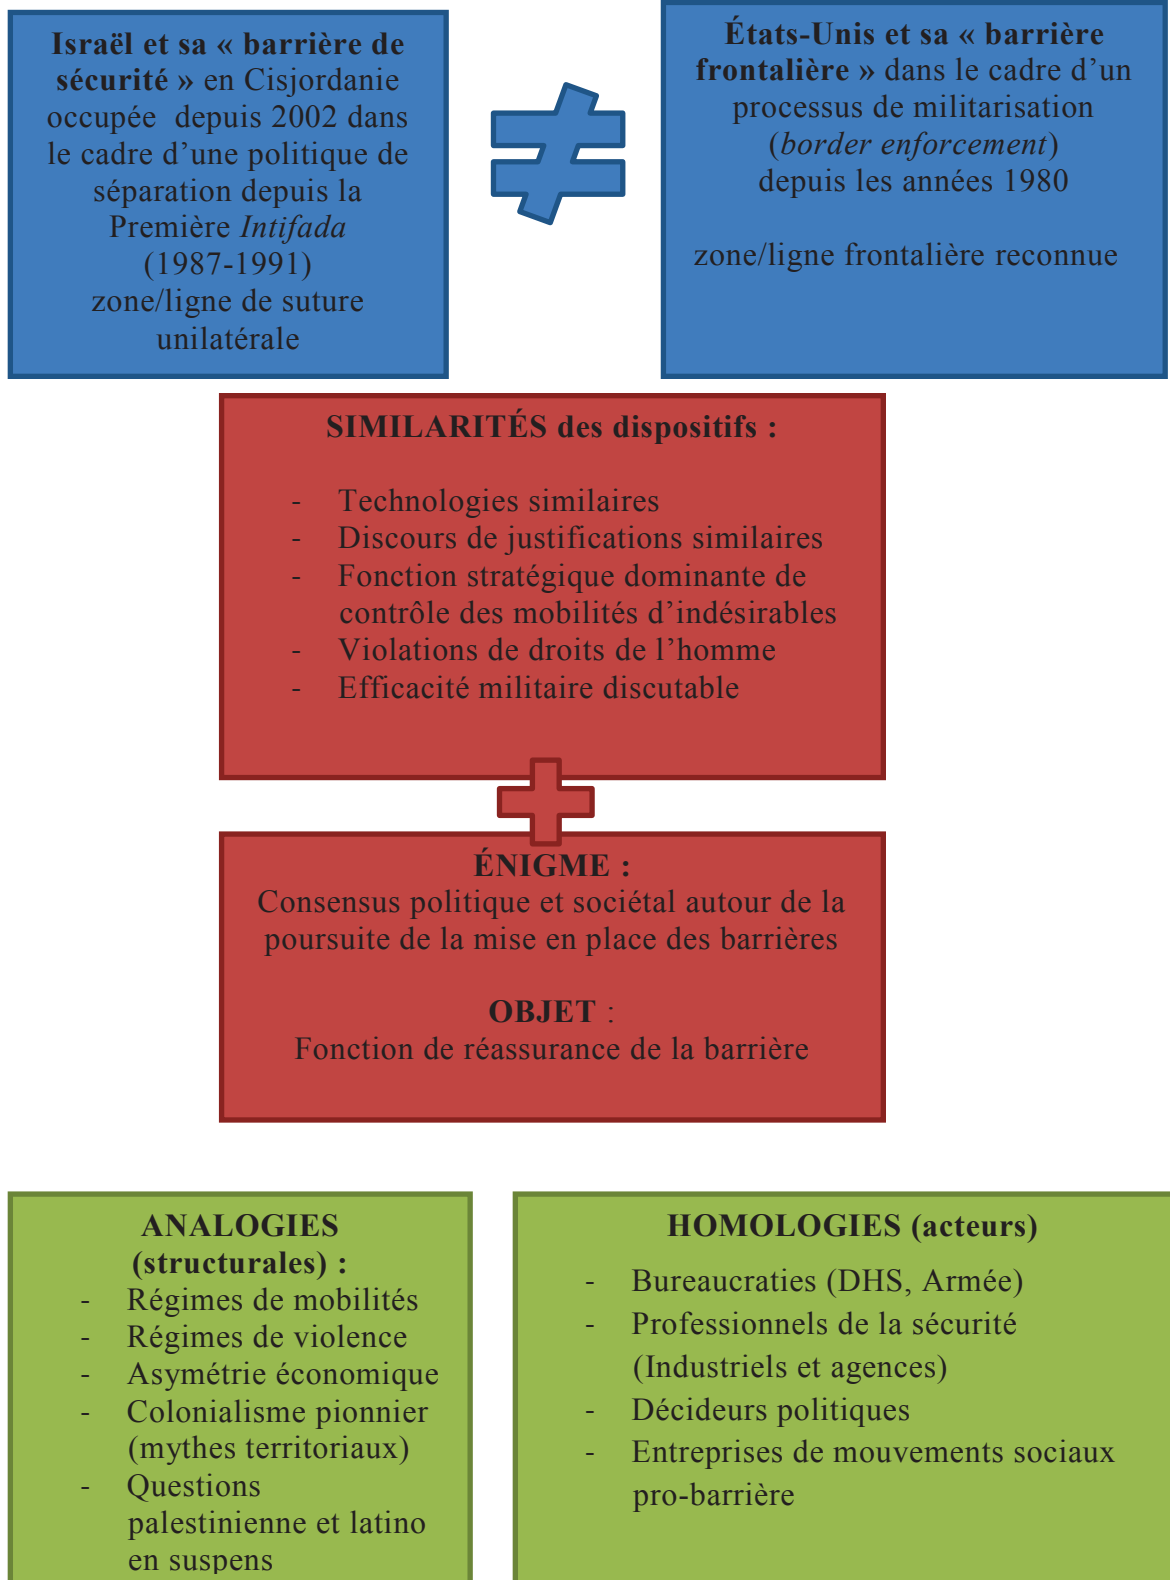 Israël et sa « barrière de
sécurité » en Cisjordanie
occupée depuis 2002 dans
le cadre d’une politique de
séparation depuis la
Première Intifada
(1987-1991)
zone/ligne de suture
unilatérale
États-Unis et sa « barrière
frontalière » dans le cadre d’un
processus de militarisation
(border enforcement)
depuis les années 1980
zone/ligne frontalière reconnue
SIMILARITÉS des dispositifs :
- Technologies similaires
- Discours de justifications similaires
- Fonction stratégique dominante de
contrôle des mobilités d’indésirables
- Violations de droits de l’homme
- Efficacité militaire discutable
ÉNIGME :
Consensus politique et sociétal autour de la
poursuite de la mise en place des barrières
OBJET :
Fonction de réassurance de la barrière
ANALOGIES
(structurales) :
- Régimes de mobilités
- Régimes de violence
- Asymétrie économique
- Colonialisme pionnier
(mythes territoriaux)
- Questions
palestinienne et latino
en suspens
HOMOLOGIES (acteurs)
- Bureaucraties (DHS, Armée)
- Professionnels de la sécurité
(Industriels et agences)
- Décideurs politiques
- Entreprises de mouvements sociaux
pro-barrière